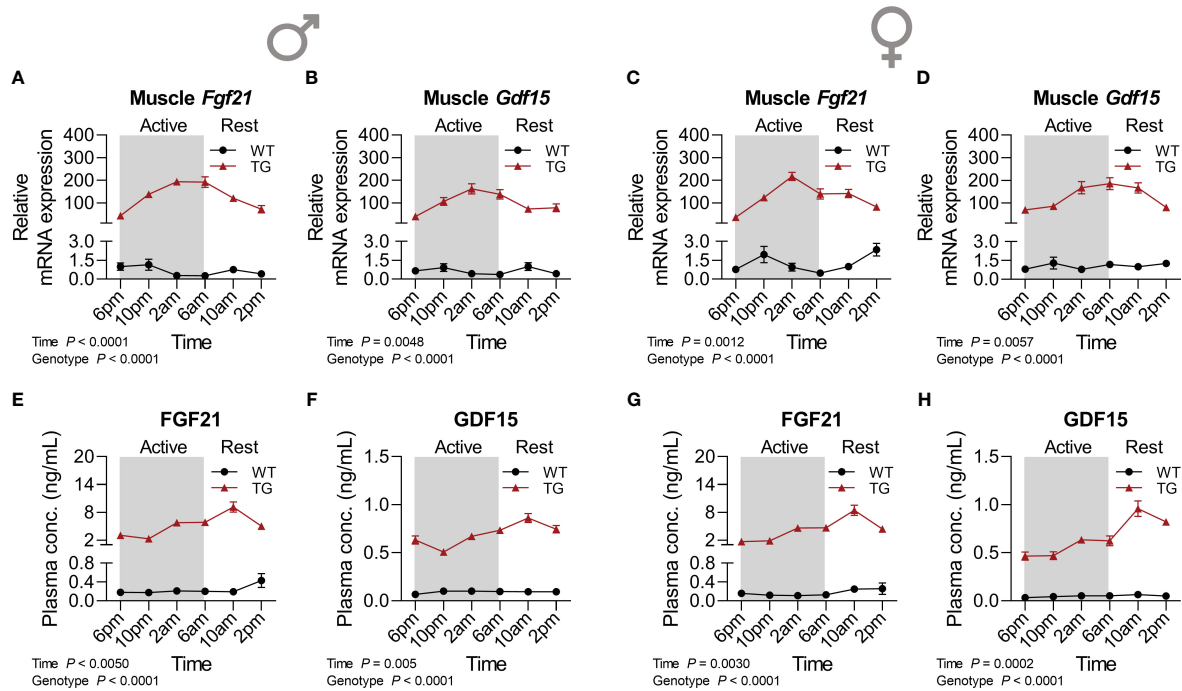 ♂
♀
A
Muscle Fgf21
Active Rest
WT
TG
400
300
200
100
3.0
1.5
0.0
Relative
mRNA expression
6pm 10pm 2am 6am 10am 2pm
Time
Time P < 0.0001
Genotype P < 0.0001
B
Muscle Gdf15
Active Rest
WT
TG
400
300
200
100
3.0
1.5
0.0
6pm 10pm 2am 6am 10am 2pm
Time
Time P = 0.0048
Genotype P < 0.0001
C
Muscle Fgf21
Active Rest
WT
TG
400
300
200
100
3.0
1.5
0.0
Relative
mRNA expression
6pm 10pm 2am 6am 10am 2pm
Time
Time P = 0.0012
Genotype P < 0.0001
D
Muscle Gdf15
Active Rest
WT
TG
400
300
200
100
3.0
1.5
0.0
Relative
mRNA expression
6pm 10pm 2am 6am 10am 2pm
Time
Time P = 0.0057
Genotype P < 0.0001
E
FGF21
Active Rest
WT
TG
20
14
8
2
0.8
0.4
0.0
Plasma conc. (ng/mL)
6pm 10pm 2am 6am 10am 2pm
Time
Time P < 0.0050
Genotype P < 0.0001
F
GDF15
Active Rest
WT
TG
1.5
1.0
0.5
0.0
Plasma conc. (ng/mL)
6pm 10pm 2am 6am 10am 2pm
Time
Time P = 0.005
Genotype P < 0.0001
G
FGF21
Active Rest
WT
TG
20
14
8
2
0.8
0.4
0.0
Plasma conc. (ng/mL)
6pm 10pm 2am 6am 10am 2pm
Time
Time P = 0.0030
Genotype P < 0.0001
H
GDF15
Active Rest
WT
TG
1.5
1.0
0.5
0.0
Plasma conc. (ng/mL)
6pm 10pm 2am 6am 10am 2pm
Time
Time P = 0.0002
Genotype P < 0.0001